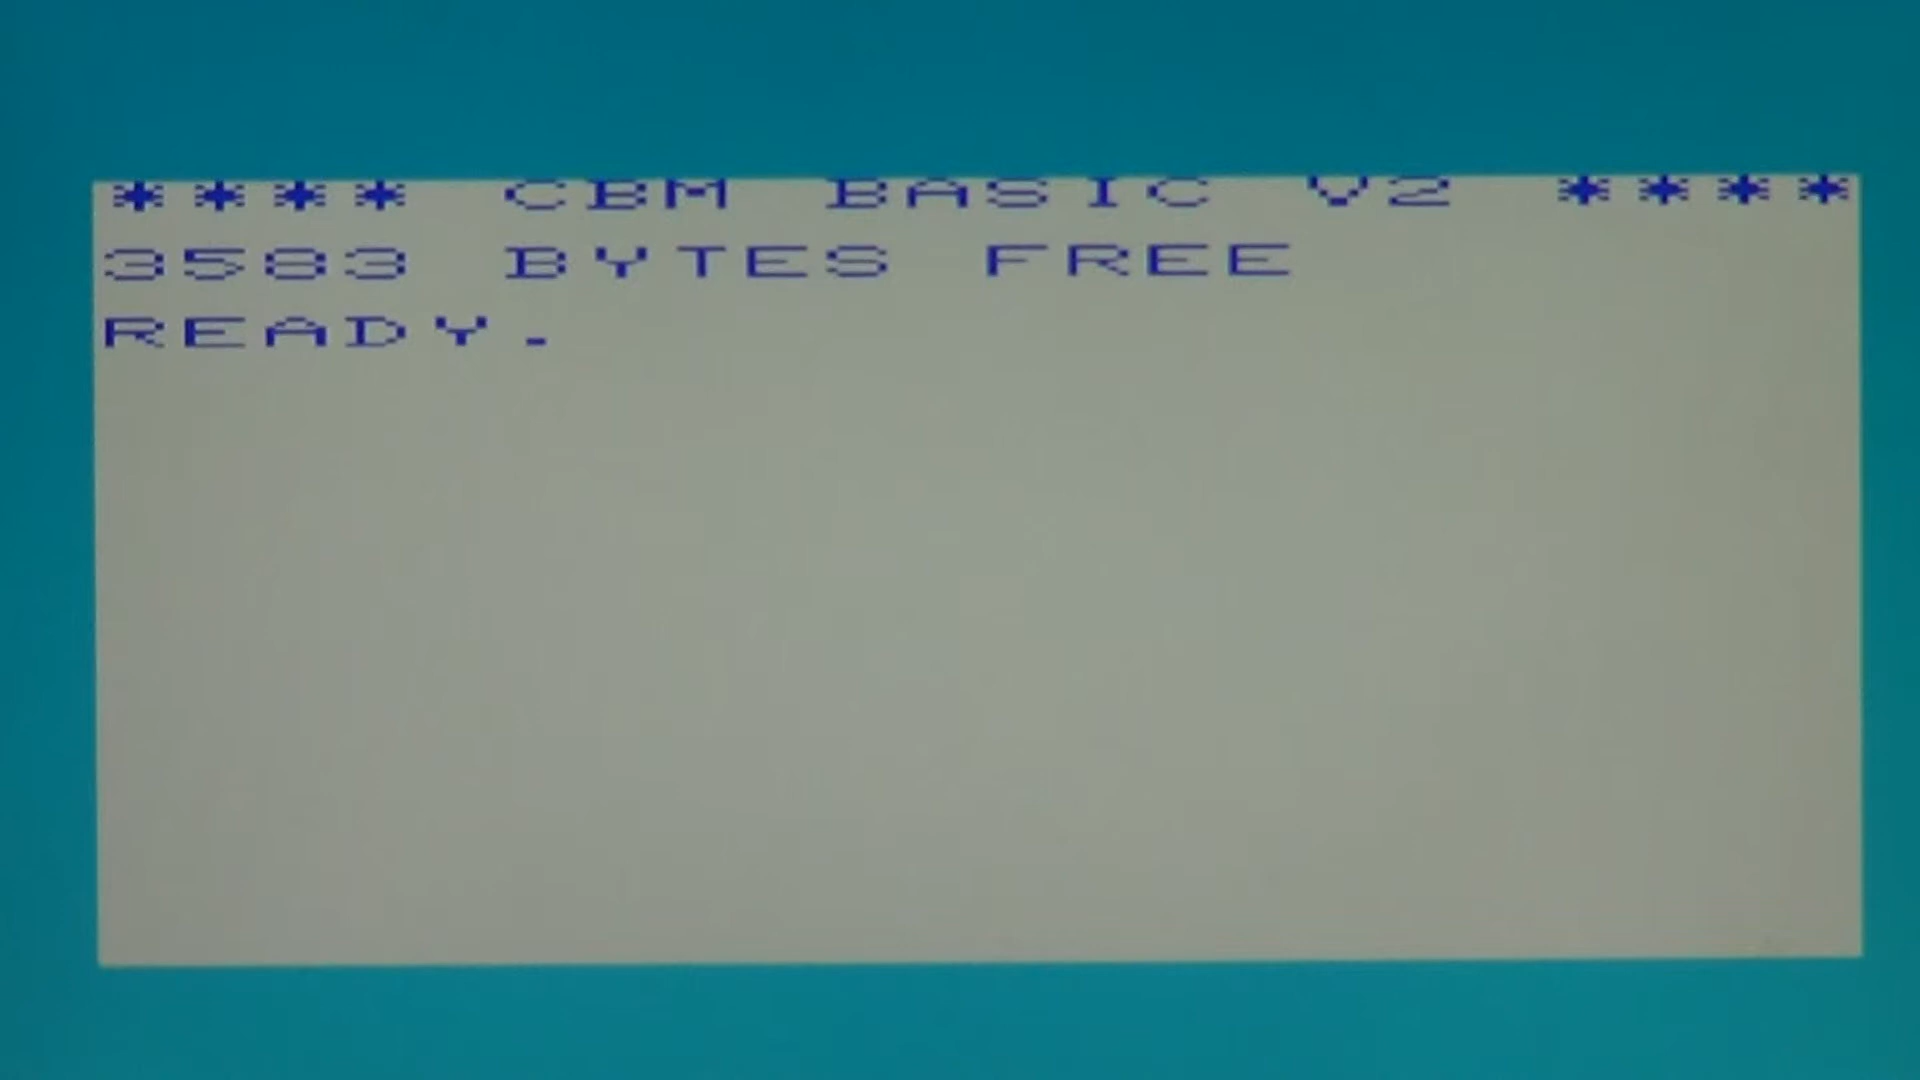 **** CBM BASIC V2 ****
3583 BYTES FREE
READY.